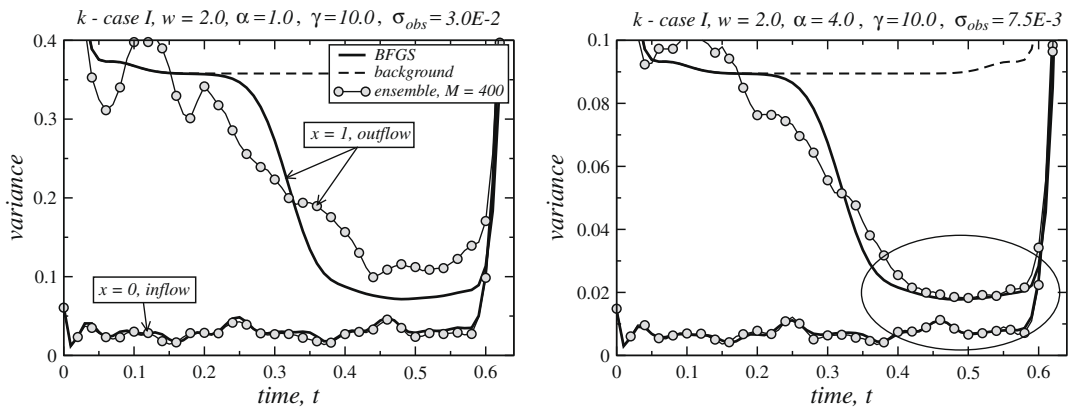 k - case I, w = 2.0, α=1.0 , γ=10.0 , σobs=3.0E-2
0.4
0.3
0.2
0.1
0
variance
BFGS
background
ensemble, M = 400
x = 1, outflow
x = 0, inflow
0 0.1 0.2 0.3 0.4 0.5 0.6
time, t
k - case I, w = 2.0, α=4.0 , γ=10.0 , σobs=7.5E-3
0.1
0.08
0.06
0.04
0.02
0
variance
0 0.1 0.2 0.3 0.4 0.5 0.6
time, t